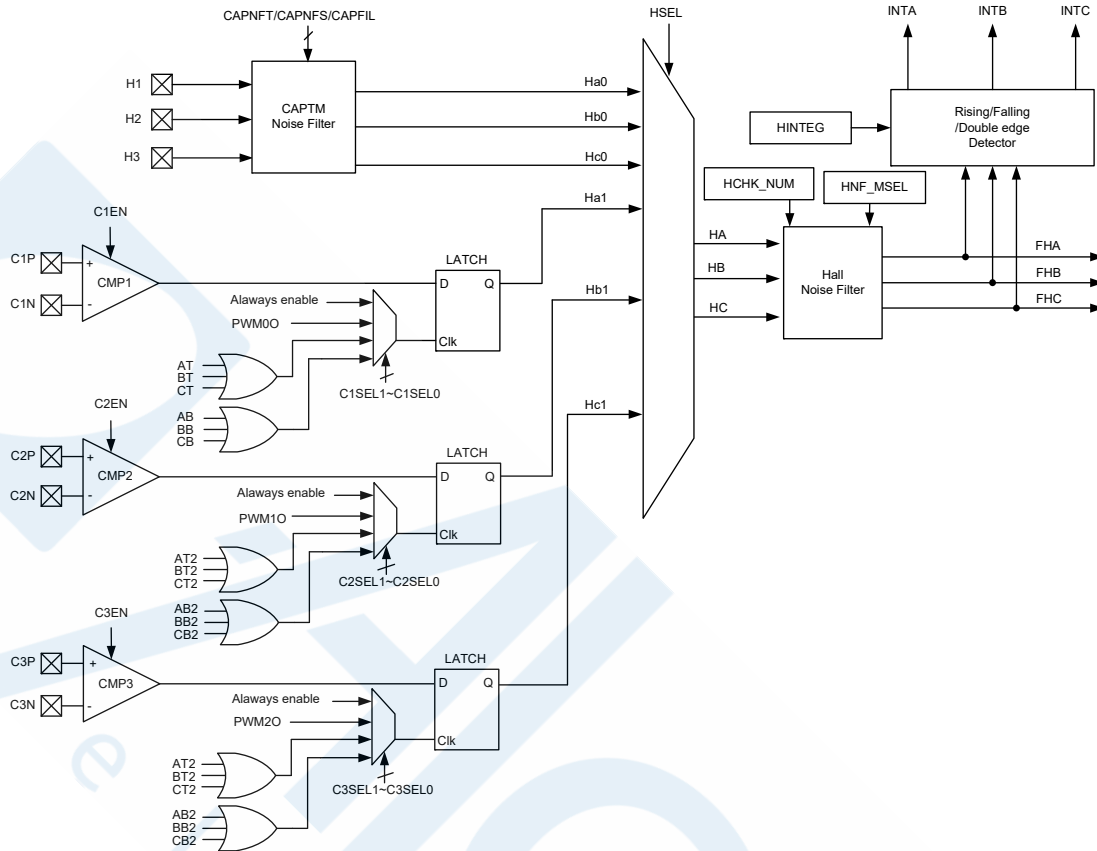 CAPNFT/CAPNFS/CAPFIL
HSEL
INTA
INTB
INTC
H1
H2
H3
CAPTM
Noise Filter
Ha0
Hb0
Hc0
HINTEG
Rising/Falling
/Double edge
Detector
HCHK_NUM
HNF_MSEL
C1EN
C1P
C1N
+
-
CMP1
LATCH
D
Q
Clk
Ha1
Alaways enable
PWM0O
AT
BT
CT
AB
BB
CB
C1SEL1~C1SEL0
HA
HB
HC
Hall
Noise Filter
FHA
FHB
FHC
C2EN
C2P
C2N
+
-
CMP2
LATCH
D
Q
Clk
Hb1
Alaways enable
PWM1O
AT2
BT2
CT2
AB2
BB2
CB2
C2SEL1~C2SEL0
Hc1
C3EN
C3P
C3N
+
-
CMP3
LATCH
D
Q
Clk
Alaways enable
PWM2O
AT2
BT2
CT2
AB2
BB2
CB2
C3SEL1~C3SEL0
e